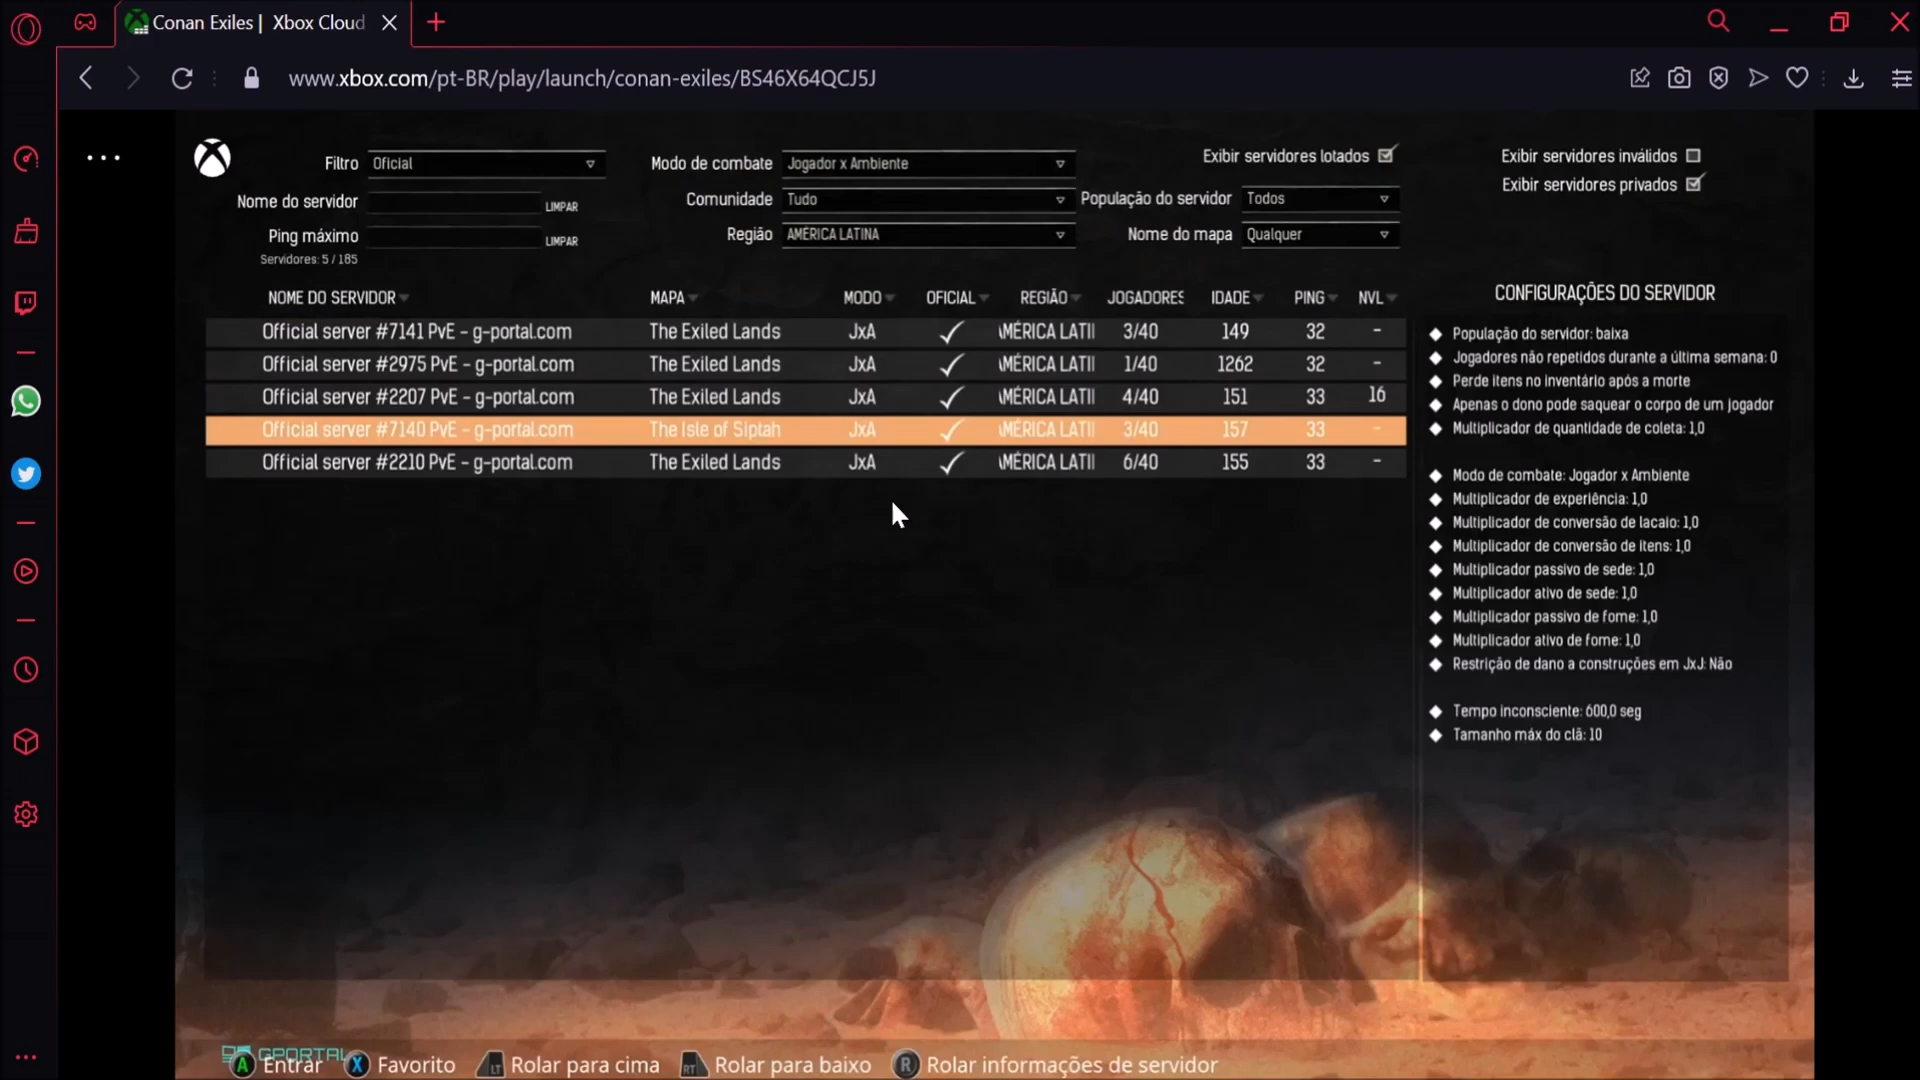 Conan Exiles | Xbox Cloud
www.xbox.com/pt-BR/play/launch/conan-exiles/BS46X64QCJ5J
Filtro Oficial
Nome do servidor LIMPAR
Ping máximo LIMPAR
Servidores: 5 / 185
Modo de combate Jogador x Ambiente
Comunidade Tudo
Região AMÉRICA LATINA
Exibir servidores lotados
População do servidor Todos
Nome do mapa Qualquer
Exibir servidores inválidos
Exibir servidores privados
NOME DO SERVIDOR MAPA MODO OFICIAL REGIÃO JOGADORES IDADE PING NVL
Official server #7141 PvE - g-portal.com The Exiled Lands JxA MÉRICA LATII 3/40 149 32 -
Official server #2975 PvE - g-portal.com The Exiled Lands JxA MÉRICA LATII 1/40 1262 32 -
Official server #2207 PvE - g-portal.com The Exiled Lands JxA MÉRICA LATII 4/40 151 33 16
Official server #7140 PvE - g-portal.com The Isle of Siptah JxA MÉRICA LATII 3/40 157 33 -
Official server #2210 PvE - g-portal.com The Exiled Lands JxA MÉRICA LATII 6/40 155 33 -
CONFIGURAÇÕES DO SERVIDOR
População do servidor: baixa
Jogadores não repetidos durante a última semana: 0
Perde itens no inventário após a morte
Apenas o dono pode saquear o corpo de um jogador
Multiplicador de quantidade de coleta: 1,0
Modo de combate: Jogador x Ambiente
Multiplicador de experiência: 1,0
Multiplicador de conversão de lacaio: 1,0
Multiplicador de conversão de itens: 1,0
Multiplicador passivo de sede: 1,0
Multiplicador ativo de sede: 1,0
Multiplicador passivo de fome: 1,0
Multiplicador ativo de fome: 1,0
Restrição de dano a construções em JxJ: Não
Tempo inconsciente: 600,0 seg
Tamanho máx do clã: 10
GPORTAL
A Entrar X Favorito LT Rolar para cima RT Rolar para baixo R Rolar informações de servidor